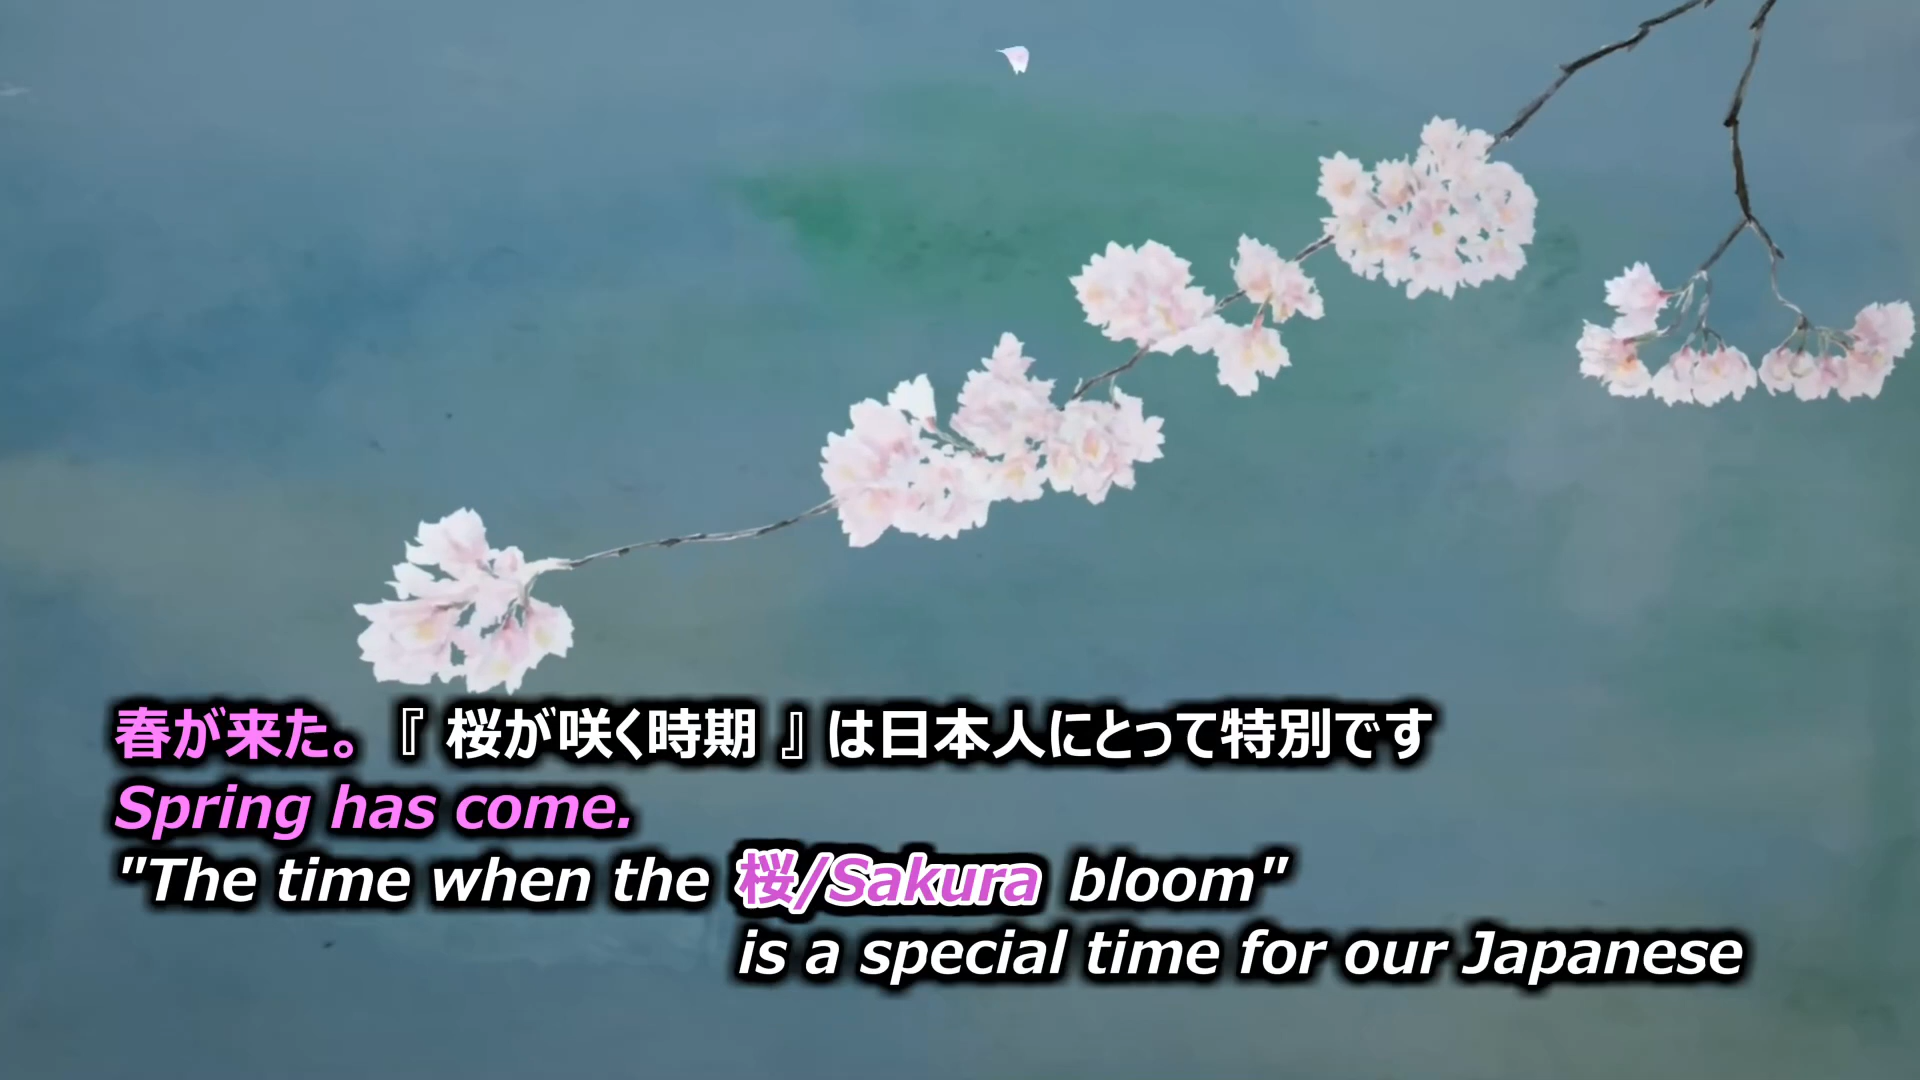 春が来た。『 桜が咲く時期 』は日本人にとって特別です
Spring has come.
"The time when the 桜/Sakura bloom"
is a special time for our Japanese